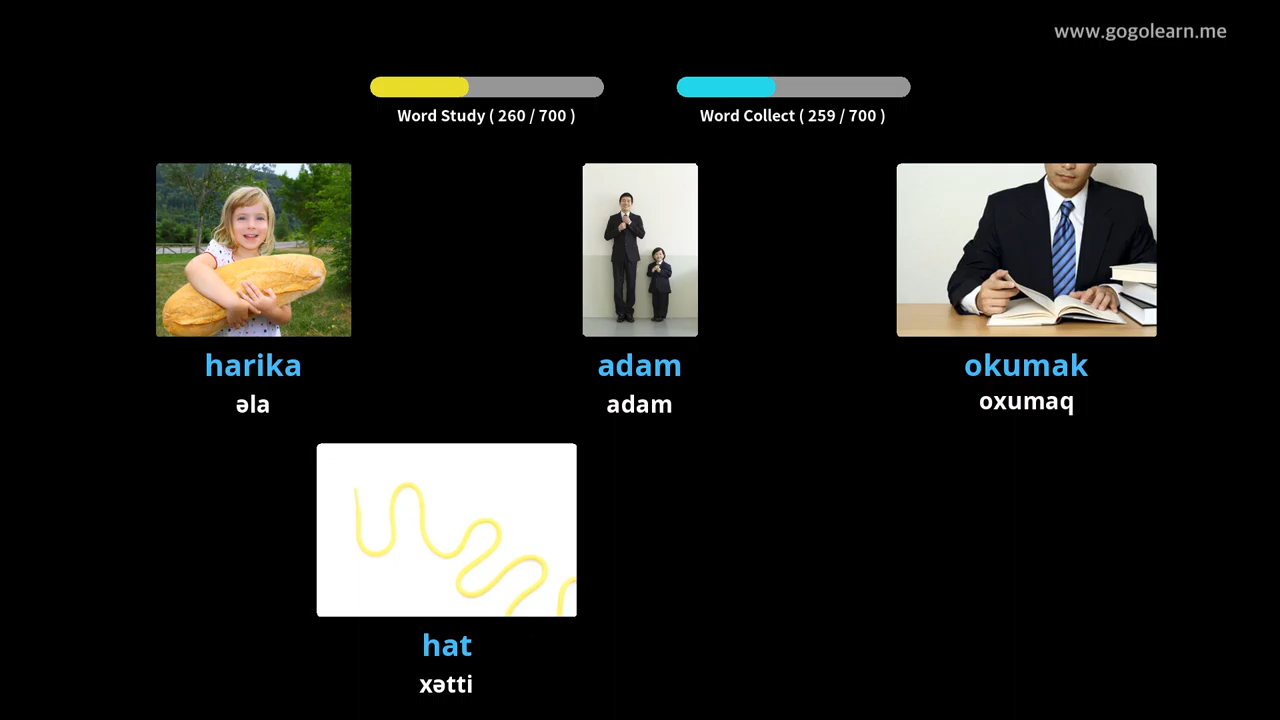 www.gogolearn.me
Word Study ( 260 / 700 )
Word Collect ( 259 / 700 )
harika
əla
adam
adam
okumak
oxumaq
hat
xətti